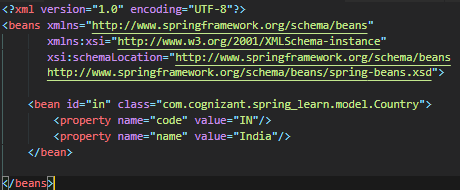 <?xml version="1.0" encoding="UTF-8"?>
<beans xmlns="http://www.springframework.org/schema/beans"
xmlns:xsi="http://www.w3.org/2001/XMLSchema-instance"
xsi:schemaLocation="http://www.springframework.org/schema/beans
http://www.springframework.org/schema/beans/spring-beans.xsd">
<bean id="in" class="com.cognizant.spring_learn.model.Country">
<property name="code" value="IN"/>
<property name="name" value="India"/>
</bean>
</beans>